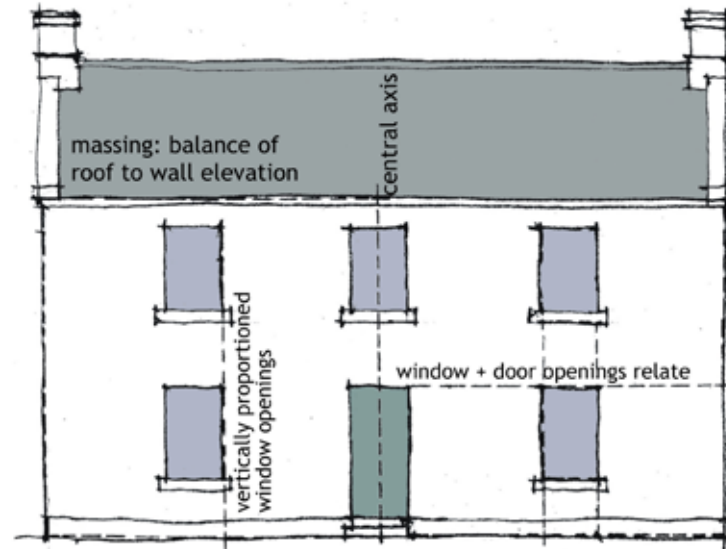 massing: balance of
roof to wall elevation
central axis
vertically proportioned
window openings
window + door openings relate